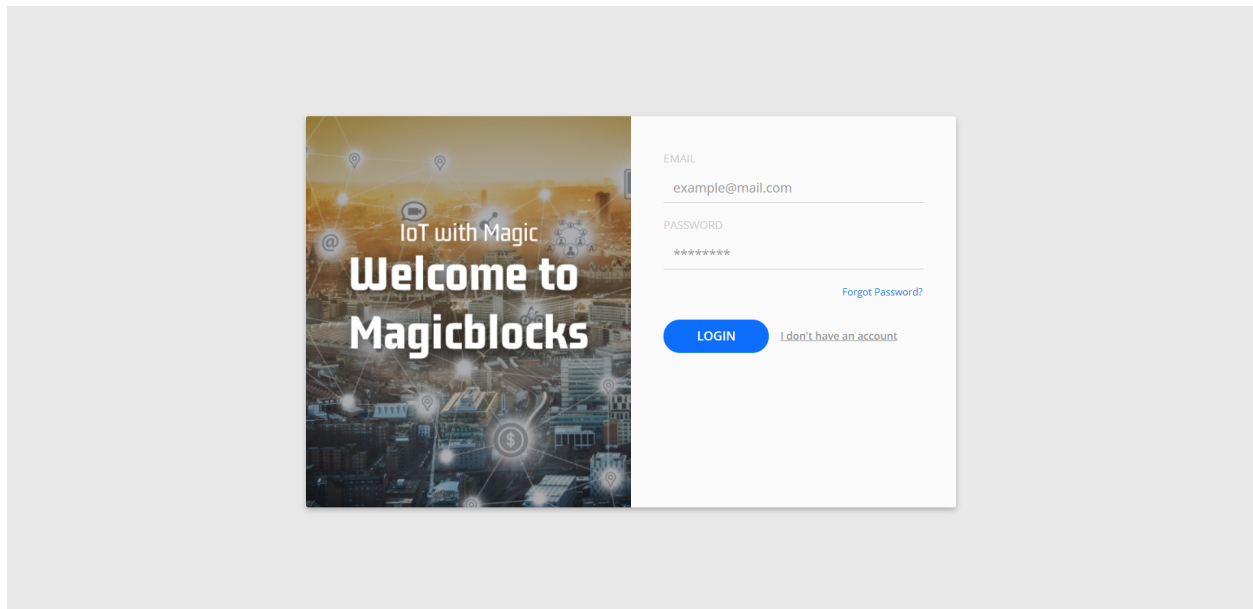 IoT with Magic
Welcome to
Magicblocks
@
$
EMAIL
example@mail.com
PASSWORD
********
Forgot Password?
LOGIN
I don't have an account